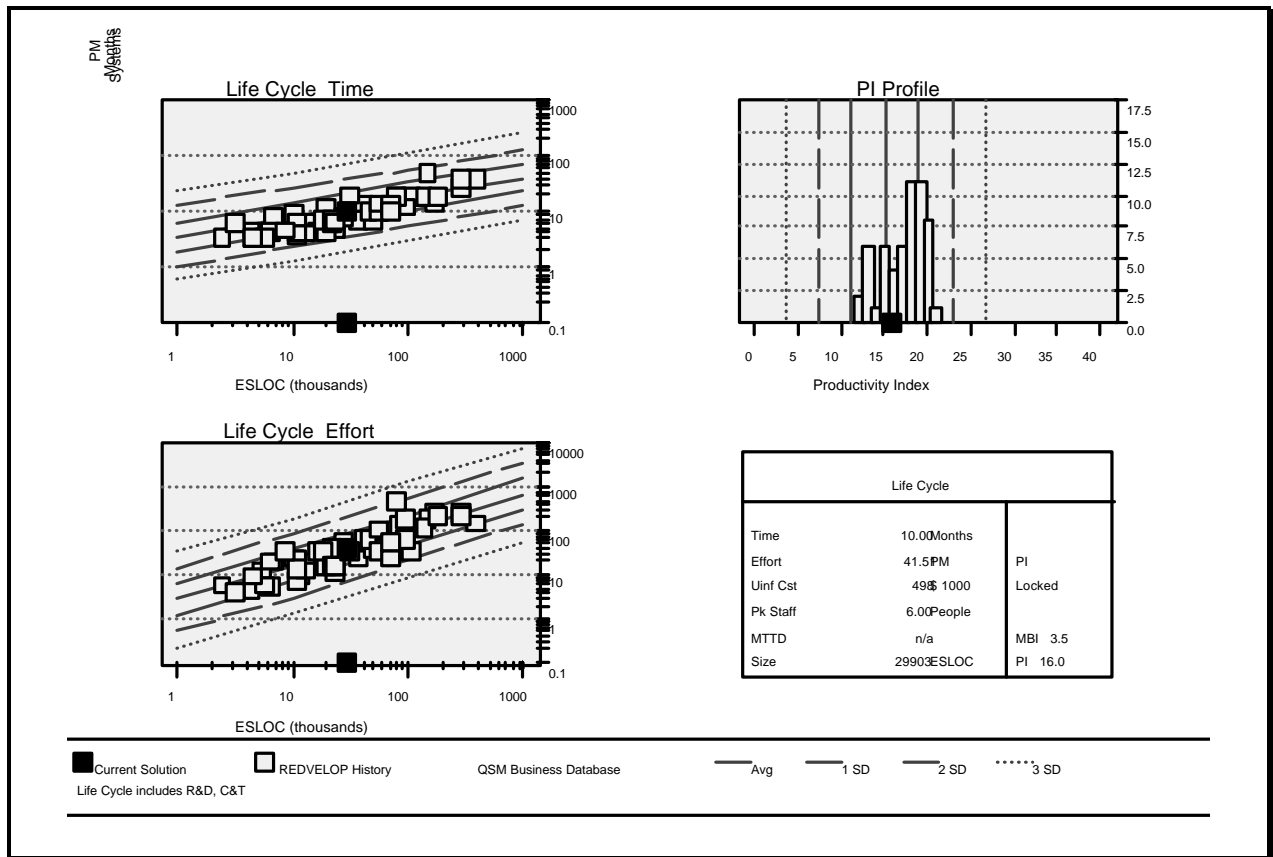 PM
Months
Systems
Life Cycle Time
1000
100
10
1
0.1
1 10 100 1000
ESLOC (thousands)
PI Profile
17.5
15.0
12.5
10.0
7.5
5.0
2.5
0.0
0 5 10 15 20 25 30 35 40
Productivity Index
Life Cycle Effort
10000
1000
100
10
1
0.1
1 10 100 1000
ESLOC (thousands)
Life Cycle
Time 10.00 Months
Effort 41.51 PM PI
Uinf Cst 498 $ 1000 Locked
Pk Staff 6.00 People
MTTD n/a MBI 3.5
Size 29903 ESLOC PI 16.0
Current Solution REDVELOP History QSM Business Database Avg 1 SD 2 SD 3 SD
Life Cycle includes R&D, C&T